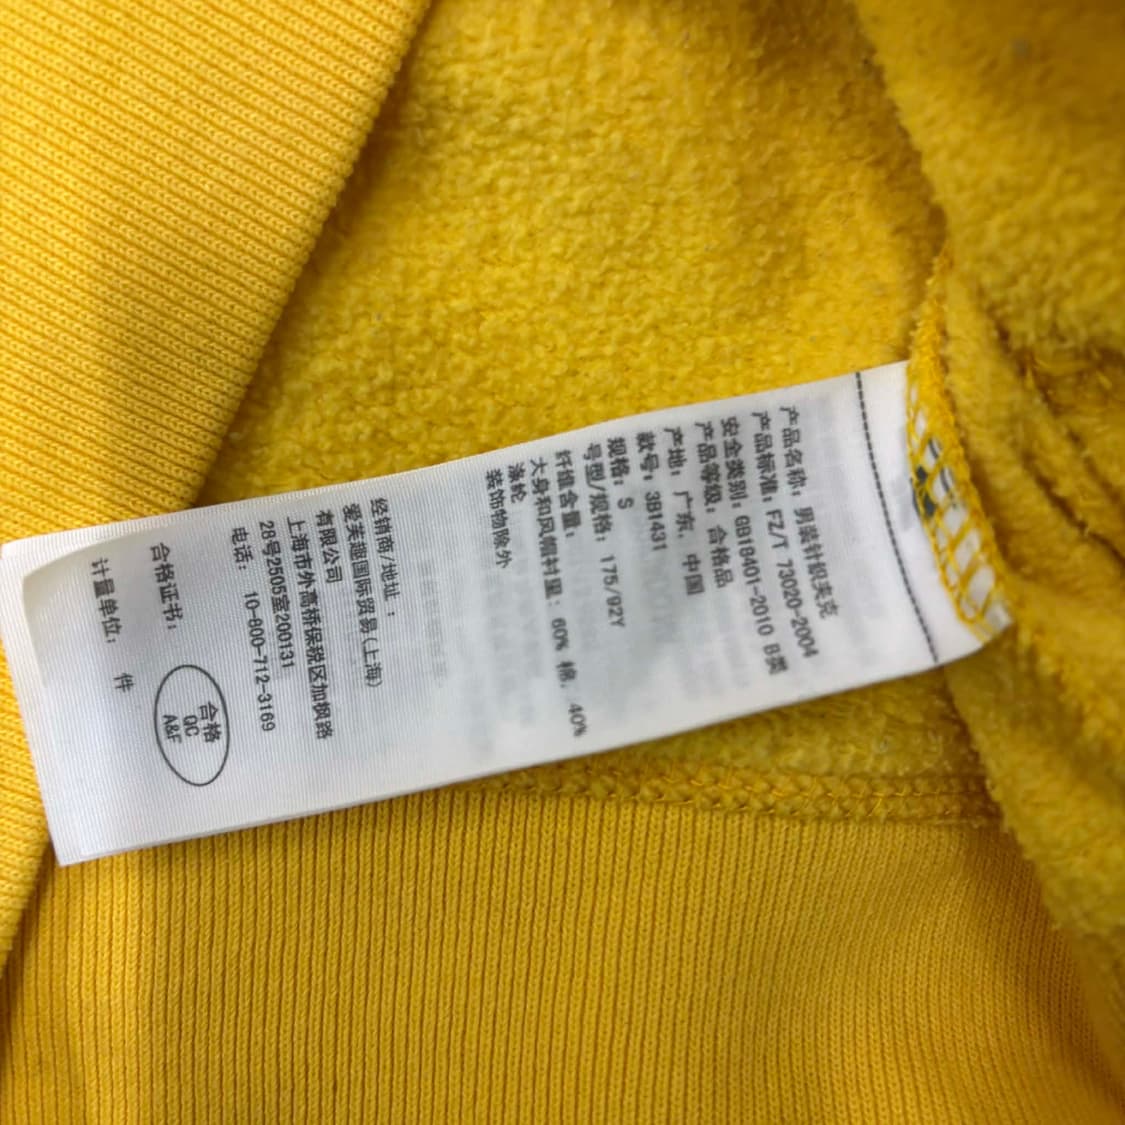 产品名称：男装针织夹克
产品标准：FZ/T 73020-2004
安全类别：GB18401-2010 B类
产品等级：合格品
产地：广东，中国
款号：3B1431
规格：S
号型/规格：175/92Y
纤维含量：
大身和风帽衬里：60% 棉，40%
涤纶
装饰物除外
经销商/地址：
爱芙趣国际贸易(上海)
有限公司
上海市外高桥保税区加枫路
28号2505室200131
电话：10-800-712-3169
合格证书：
合格
QC
A&F
计量单位：件